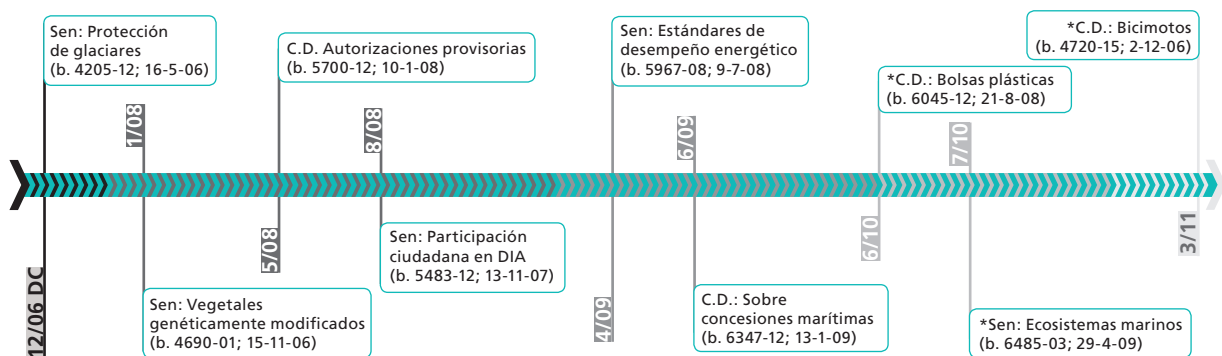 Sen: Protección
de glaciares
(b. 4205-12; 16-5-06)
12/06 DC
1/08
Sen: Vegetales
genéticamente modificados
(b. 4690-01; 15-11-06)
C.D. Autorizaciones provisorias
(b. 5700-12; 10-1-08)
5/08
8/08
Sen: Participación
ciudadana en DIA
(b. 5483-12; 13-11-07)
Sen: Estándares de
desempeño energético
(b. 5967-08; 9-7-08)
4/09
6/09
C.D.: Sobre
concesiones marítimas
(b. 6347-12; 13-1-09)
*C.D.: Bolsas plásticas
(b. 6045-12; 21-8-08)
6/10
7/10
*Sen: Ecosistemas marinos
(b. 6485-03; 29-4-09)
*C.D.: Bicimotos
(b. 4720-15; 2-12-06)
3/11